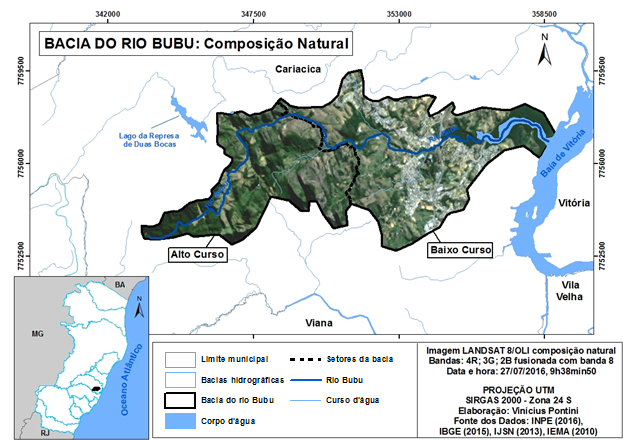 342000 347500 353000 358500
BACIA DO RIO BUBU: Composição Natural
N
7759500
7756000
7752500
7759500
7756000
7752500
Cariacica
Lago da Represa
de Duas Bocas
Baia de Vitória
Vitória
Alto Curso
Baixo Curso
Vila
Velha
Viana
BA
N
MG
Oceano Atlântico
RJ
Limite municipal
Bacias hidrográficas
Bacia do rio Bubu
Corpo d'água
Setores da bacia
Rio Bubu
Curso d'água
Imagem LANDSAT 8/OLI composição natural
Bandas: 4R; 3G; 2B fusionada com banda 8
Data e hora: 27/07/2016, 9h38min50
PROJEÇÃO UTM
SIRGAS 2000 - Zona 24 S
Elaboração: Vinicius Pontini
Fonte dos Dados: INPE (2016),
IBGE (2015), IJSN (2013), IEMA (2010)